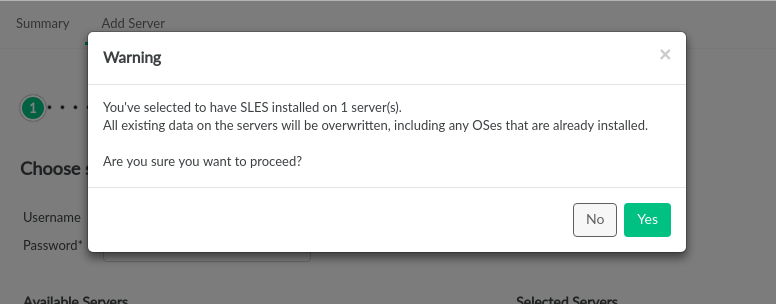 Summary Add Server
Warning
×
1
You've selected to have SLES installed on 1 server(s).
All existing data on the servers will be overwritten, including any OSes that are already installed.
Are you sure you want to proceed?
Choose
Username
No Yes
Password*
Available Servers Selected Servers